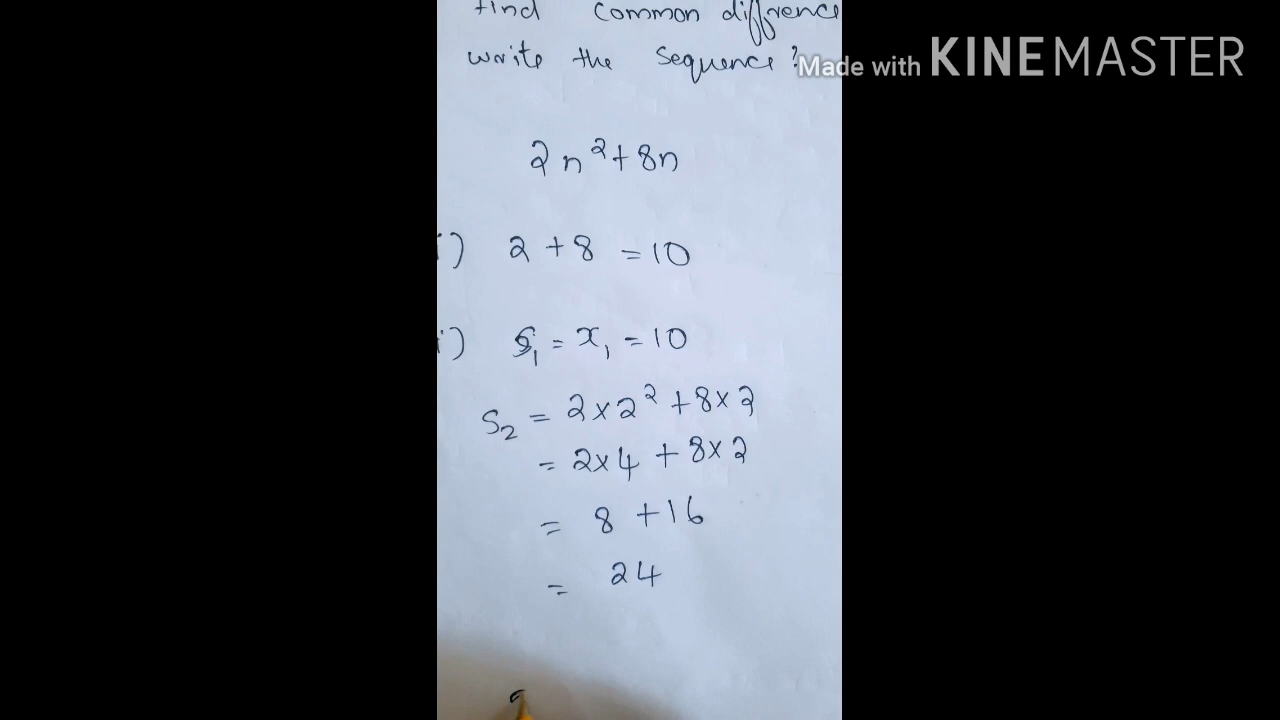 find common difference
write the sequence?
Made with KINEMASTER
2n²+8n
i) 2+8 =10
i) S₁ = x₁ =10
S₂ = 2×2²+8×2
= 2×4+8×2
= 8+16
= 24